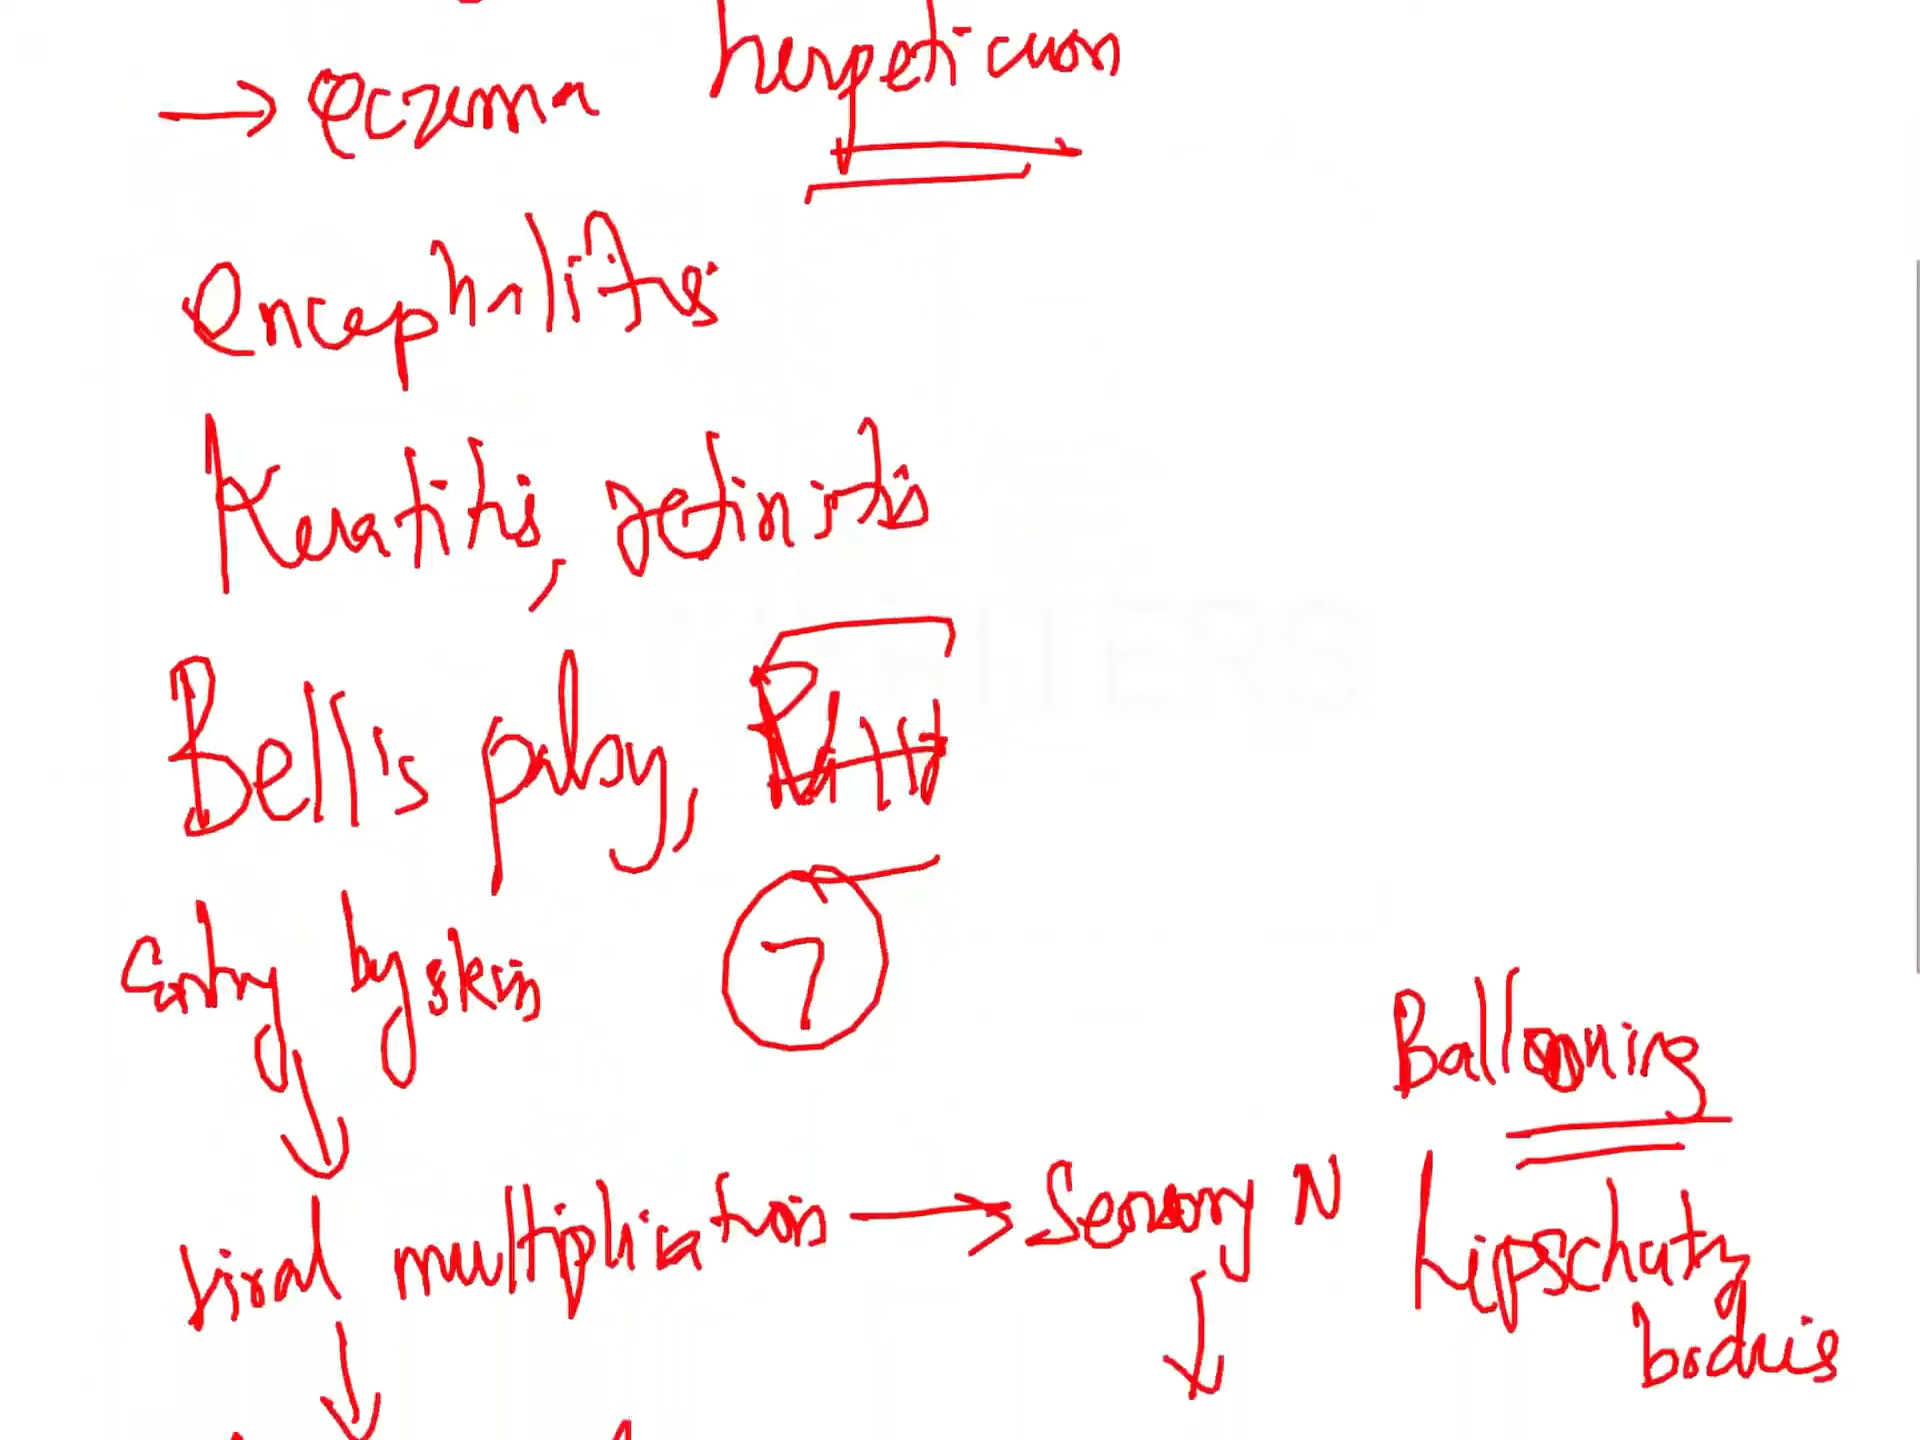 → Eczema herpeticum
encephalitis
Keratitis, retinitis
Bell's palsy,
7
Entry by skin
Ballooning
Viral multiplication → Sensory N
Lipschutz
bodies